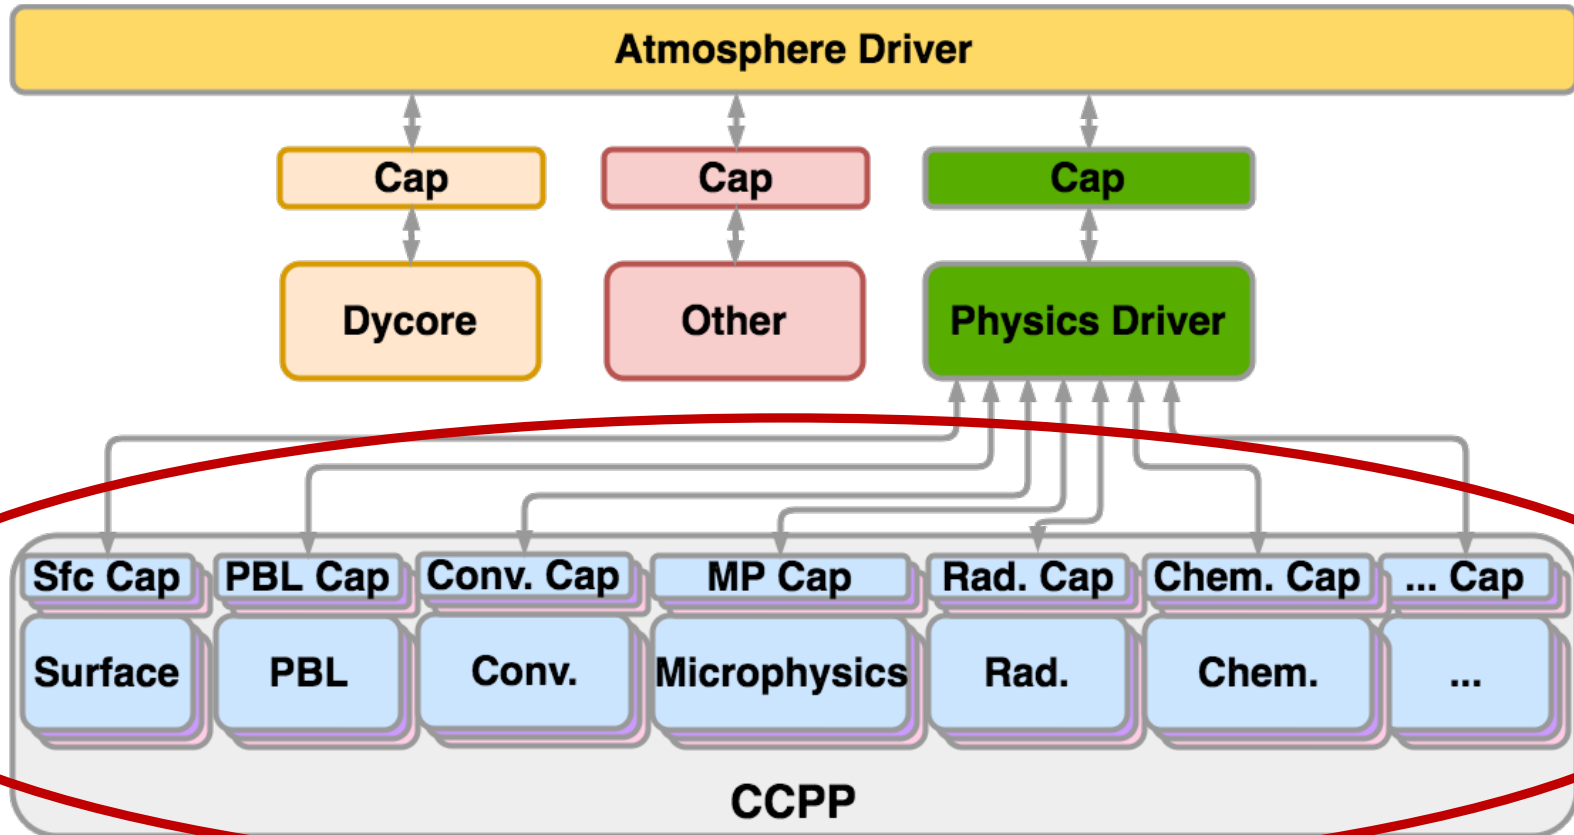 Atmosphere Driver
Cap
Cap
Cap
Dycore
Other
Physics Driver
Sfc Cap
PBL Cap
Conv. Cap
MP Cap
Rad. Cap
Chem. Cap
... Cap
Surface
PBL
Conv.
Microphysics
Rad.
Chem.
...
CCPP